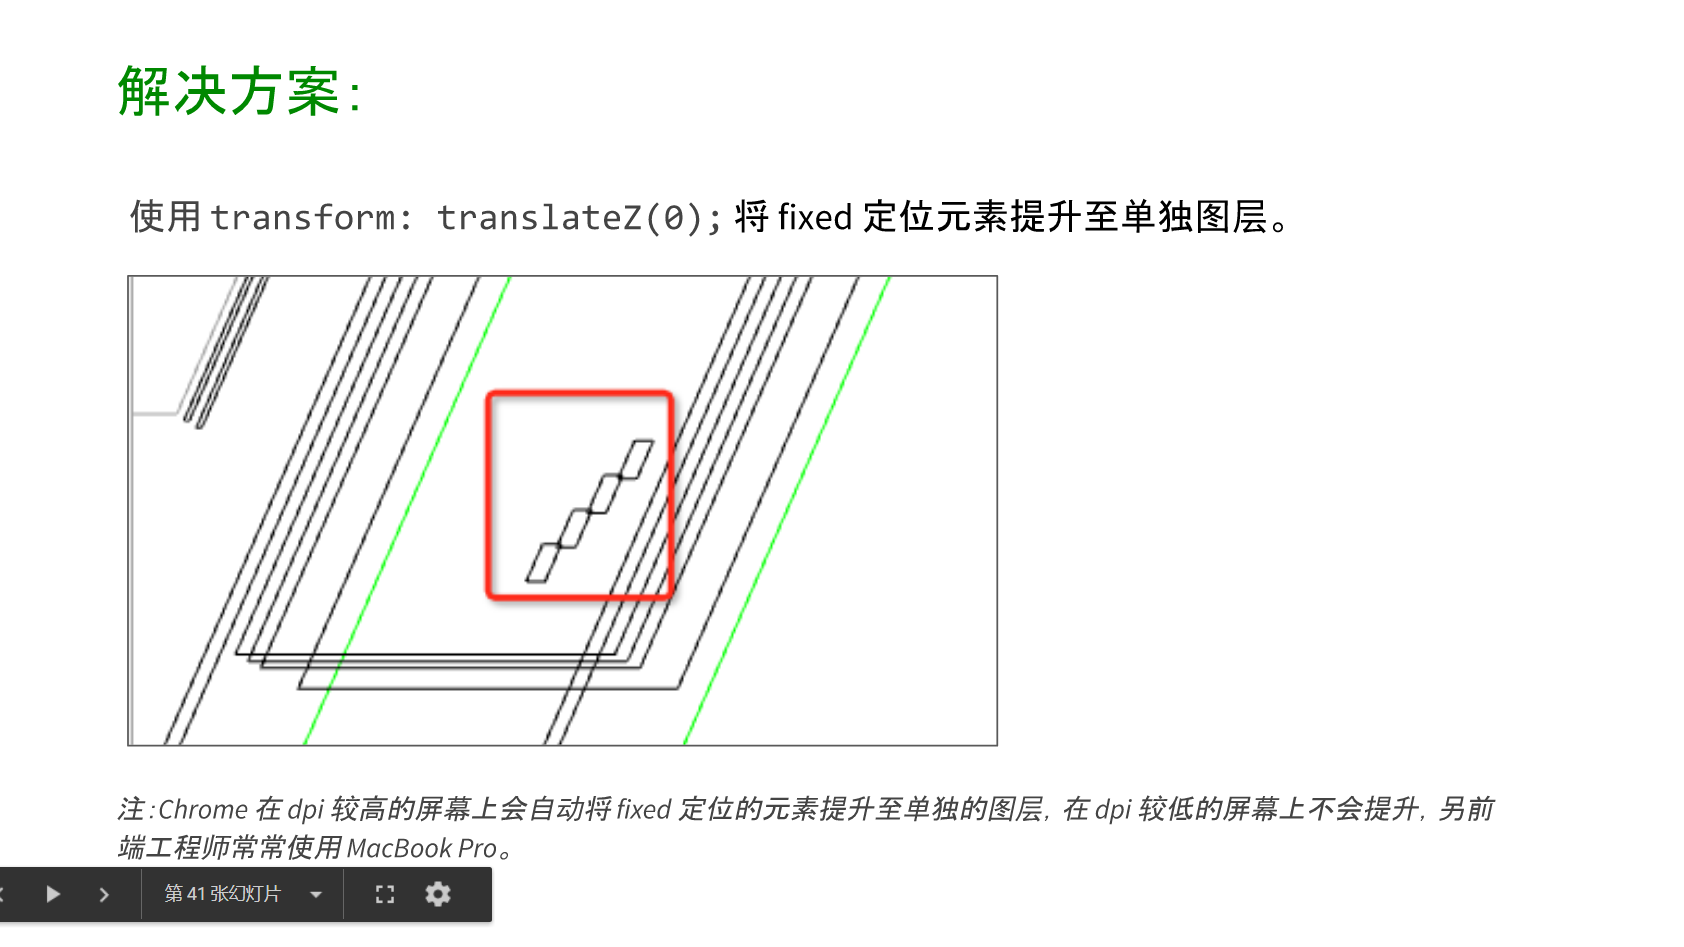 解决方案:
使用 transform: translateZ(0); 将 fixed 定位元素提升至单独图层。
注:Chrome 在 dpi 较高的屏幕上会自动将 fixed 定位的元素提升至单独的图层, 在 dpi 较低的屏幕上不会提升, 另前
端工程师常常使用 MacBook Pro。
第 41 张幻灯片